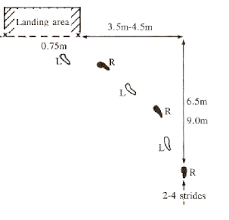 Landing area
3.5m-4.5m
0.75m
L
R
L
R
6.5m
9.0m
L
R
2-4 strides